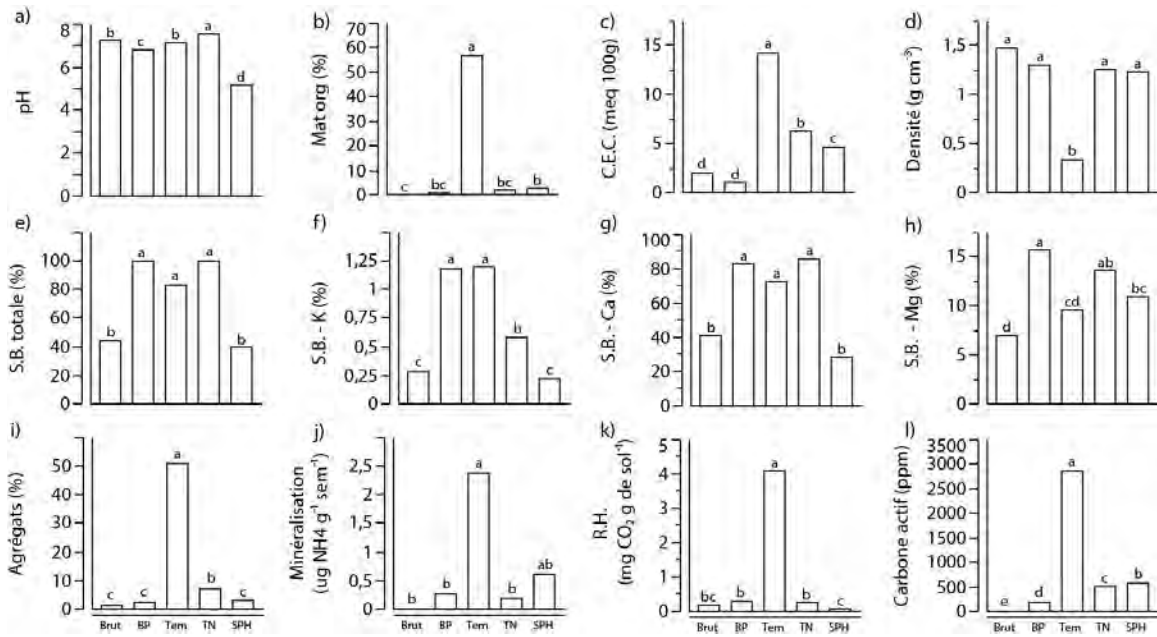 a)
pH
8
6
4
2
0
b
c
b
a
d
b)
Mat org (%)
70
60
50
40
30
20
10
0
c
bc
a
bc
b
c)
C.E.C. (meq 100g)
15
10
5
0
d
d
a
b
c
d)
Densité (g cm⁻³)
1,5
1
0,5
0
a
a
b
a
a
e)
S.B. totale (%)
100
80
60
40
20
0
b
a
a
a
b
f)
S.B. - K (%)
1,25
1
0,75
0,5
0,25
0
c
a
a
b
c
g)
S.B. - Ca (%)
100
80
60
40
20
0
b
a
a
a
b
h)
S.B. - Mg (%)
15
10
5
0
d
a
cd
ab
bc
i)
Agrégats (%)
50
40
30
20
10
0
c
c
a
b
c
Brut BP Tem TN SPH
j)
Minéralisation
(ug NH4 g⁻¹ sem⁻¹)
2,5
2
1,5
1
0,5
0
b
b
a
b
ab
Brut BP Tem TN SPH
k)
R.H.
(mg CO₂ g de sol⁻¹)
5
4
3
2
1
0
bc
b
a
b
c
Brut BP Tem TN SPH
l)
Carbone actif (ppm)
3500
3000
2500
2000
1500
1000
500
0
e
d
a
c
b
Brut BP Tem TN SPH